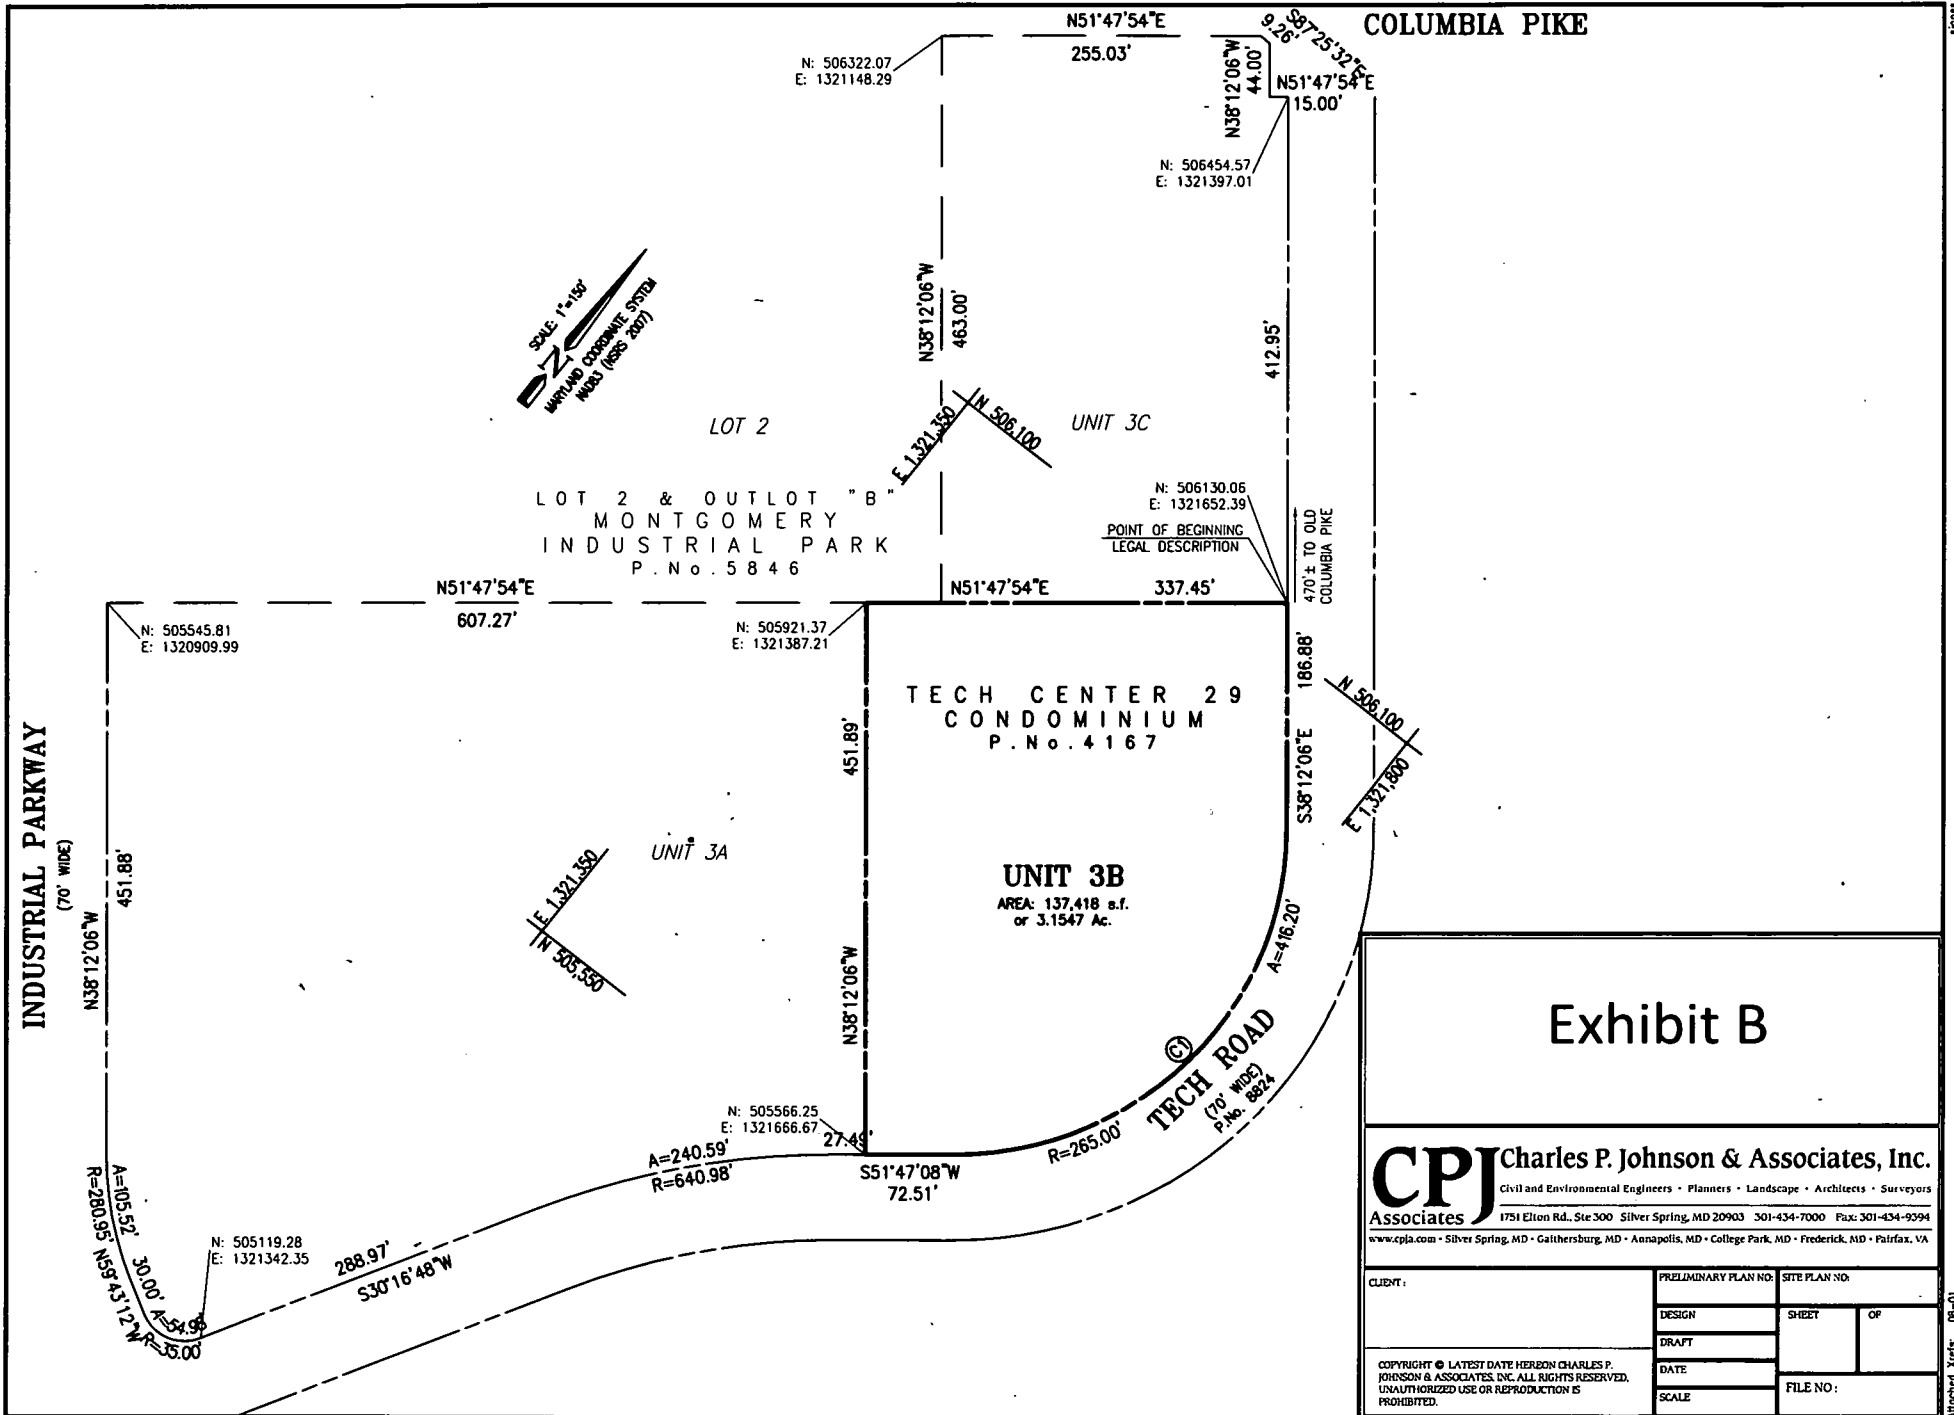 COLUMBIA PIKE
N51°47'54"E
255.03'
S87°25'32"E
9.26'
N38°12'06"W
44.00'
N51°47'54"E
15.00'
N: 506322.07
E: 1321148.29
N: 506454.57
E: 1321397.01
SCALE: 1"=150'
N
MARYLAND COORDINATE SYSTEM
NAD83 (NSRS 2007)
N38°12'06"W
463.00'
412.95'
LOT 2
E 1,321,350
N 506,100
UNIT 3C
LOT 2 & OUTLOT "B"
MONTGOMERY
INDUSTRIAL PARK
P.No.5846
N: 506130.06
E: 1321652.39
POINT OF BEGINNING
LEGAL DESCRIPTION
470'± TO OLD
COLUMBIA PIKE
N51°47'54"E
607.27'
N51°47'54"E
337.45'
N: 505545.81
E: 1320909.99
N: 505921.37
E: 1321387.21
TECH CENTER 29
CONDOMINIUM
P.No.4167
186.88'
S38°12'06"E
N 506,100
E 1,321,800
INDUSTRIAL PARKWAY
(70' WIDE)
N38°12'06"W
451.88'
UNIT 3A
E 1,321,350
N 505,550
N38°12'06"W
451.89'
UNIT 3B
AREA: 137,418 s.f.
or 3.1547 Ac.
A=416.20'
C1
TECH ROAD
(70' WIDE)
P.No. 8824
R=265.00'
N: 505566.25
E: 1321666.67
27.49'
A=240.59'
R=640.98'
S51°47'08"W
72.51'
A=105.52'
R=280.95'
30.00'
N59°43'12"W
A=54.98'
R=35.00'
N: 505119.28
E: 1321342.35
288.97'
S30°16'48"W
Exhibit B
CPJ
Associates
Charles P. Johnson & Associates, Inc.
Civil and Environmental Engineers • Planners • Landscape • Architects • Surveyors
1751 Elton Rd., Ste 300 Silver Spring, MD 20903 301-434-7000 Fax: 301-434-9394
www.cpja.com • Silver Spring, MD • Gaithersburg, MD • Annapolis, MD • College Park, MD • Frederick, MD • Fairfax, VA
CLIENT:
PRELIMINARY PLAN NO:
SITE PLAN NO:
DESIGN
SHEET
OF
DRAFT
DATE
SCALE
FILE NO:
COPYRIGHT © LATEST DATE HEREON CHARLES P.
JOHNSON & ASSOCIATES, INC. ALL RIGHTS RESERVED.
UNAUTHORIZED USE OR REPRODUCTION IS
PROHIBITED.